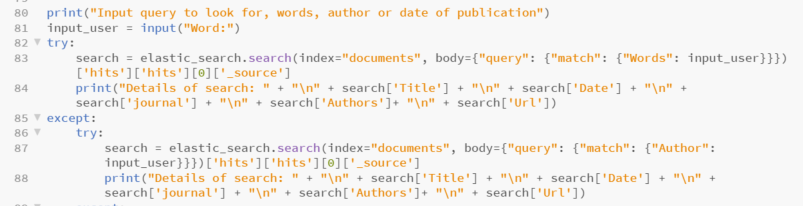 80 print("Input query to look for, words, author or date of publication")
81 input_user = input("Word:")
82 try:
83 search = elastic_search.search(index="documents", body={"query": {"match": {"Words": input_user}}})
['hits']['hits'][0]['_source']
84 print("Details of search: " + "\n" + search['Title'] + "\n" + search['Date'] + "\n" +
search['journal'] + "\n" + search['Authors']+ "\n" + search['Url'])
85 except:
86 try:
87 search = elastic_search.search(index="documents", body={"query": {"match": {"Author":
input_user}}})['hits']['hits'][0]['_source']
88 print("Details of search: " + "\n" + search['Title'] + "\n" + search['Date'] + "\n" +
search['journal'] + "\n" + search['Authors']+ "\n" + search['Url'])